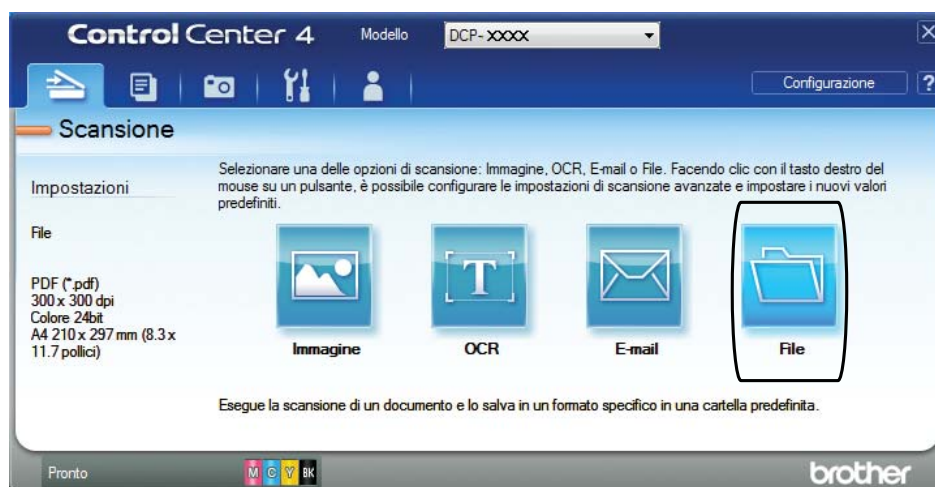 Control Center 4 Modello DCP-XXXX
Configurazione ?
Scansione
Impostazioni
File
PDF (*.pdf)
300 x 300 dpi
Colore 24bit
A4 210 x 297 mm (8.3 x
11.7 pollici)
Selezionare una delle opzioni di scansione: Immagine, OCR, E-mail o File. Facendo clic con il tasto destro del
mouse su un pulsante, è possibile configurare le impostazioni di scansione avanzate e impostare i nuovi valori
predefiniti.
T
Immagine OCR E-mail File
Esegue la scansione di un documento e lo salva in un formato specifico in una cartella predefinita.
Pronto M C Y BK brother